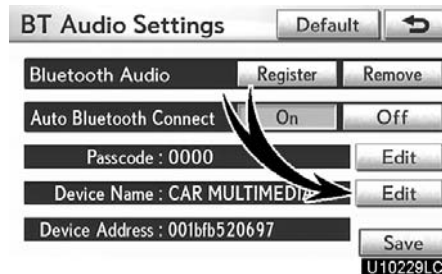 BT Audio Settings Default
Bluetooth Audio Register Remove
Auto Bluetooth Connect On Off
Passcode : 0000 Edit
Device Name : CAR MULTIMEDIA Edit
Device Address : 001bfb520697
Save
U10229LC